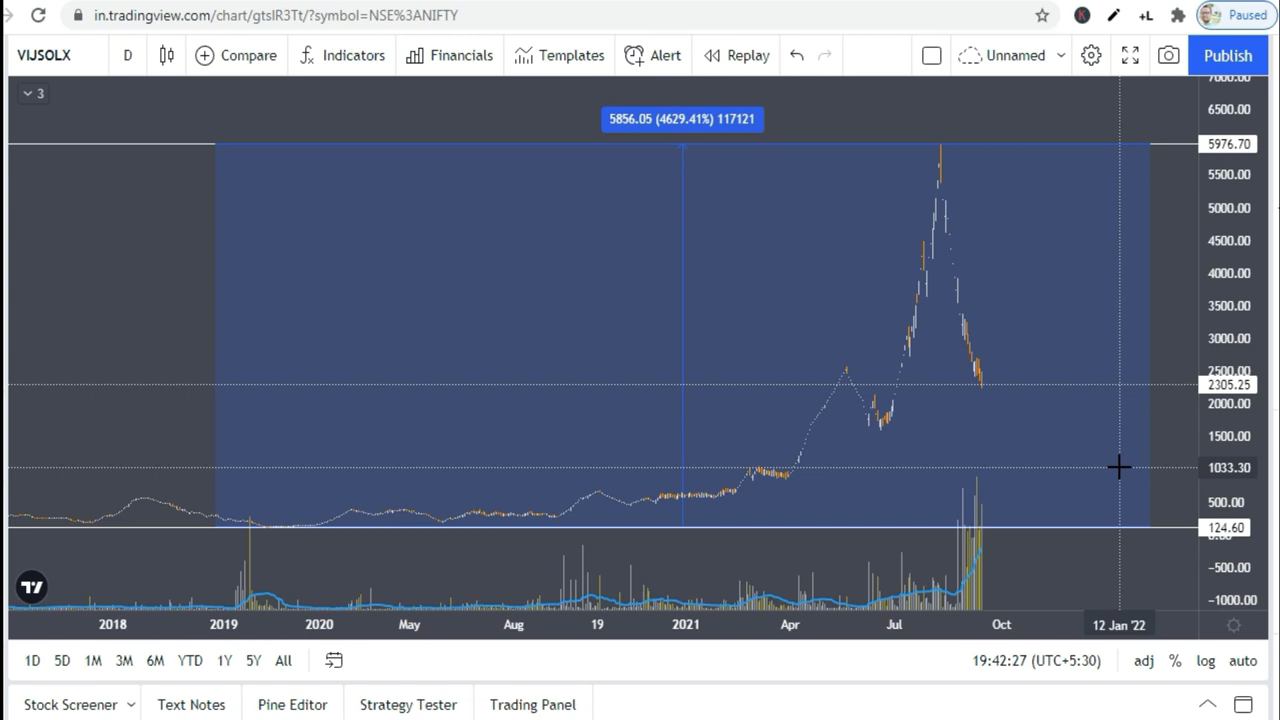 in.tradingview.com/chart/gtsIR3Tt/?symbol=NSE%3ANIFTY
Paused
VIJSOLX D Compare Indicators Financials Templates Alert Replay Unnamed Publish
3
5856.05 (4629.41%) 117121
7000.00
6500.00
5976.70
5500.00
5000.00
4500.00
4000.00
3500.00
3000.00
2500.00
2305.25
2000.00
1500.00
1033.30
500.00
124.60
0.00
−500.00
−1000.00
2018 2019 2020 May Aug 19 2021 Apr Jul Oct 12 Jan '22
1D 5D 1M 3M 6M YTD 1Y 5Y All 19:42:27 (UTC+5:30) adj % log auto
Stock Screener Text Notes Pine Editor Strategy Tester Trading Panel